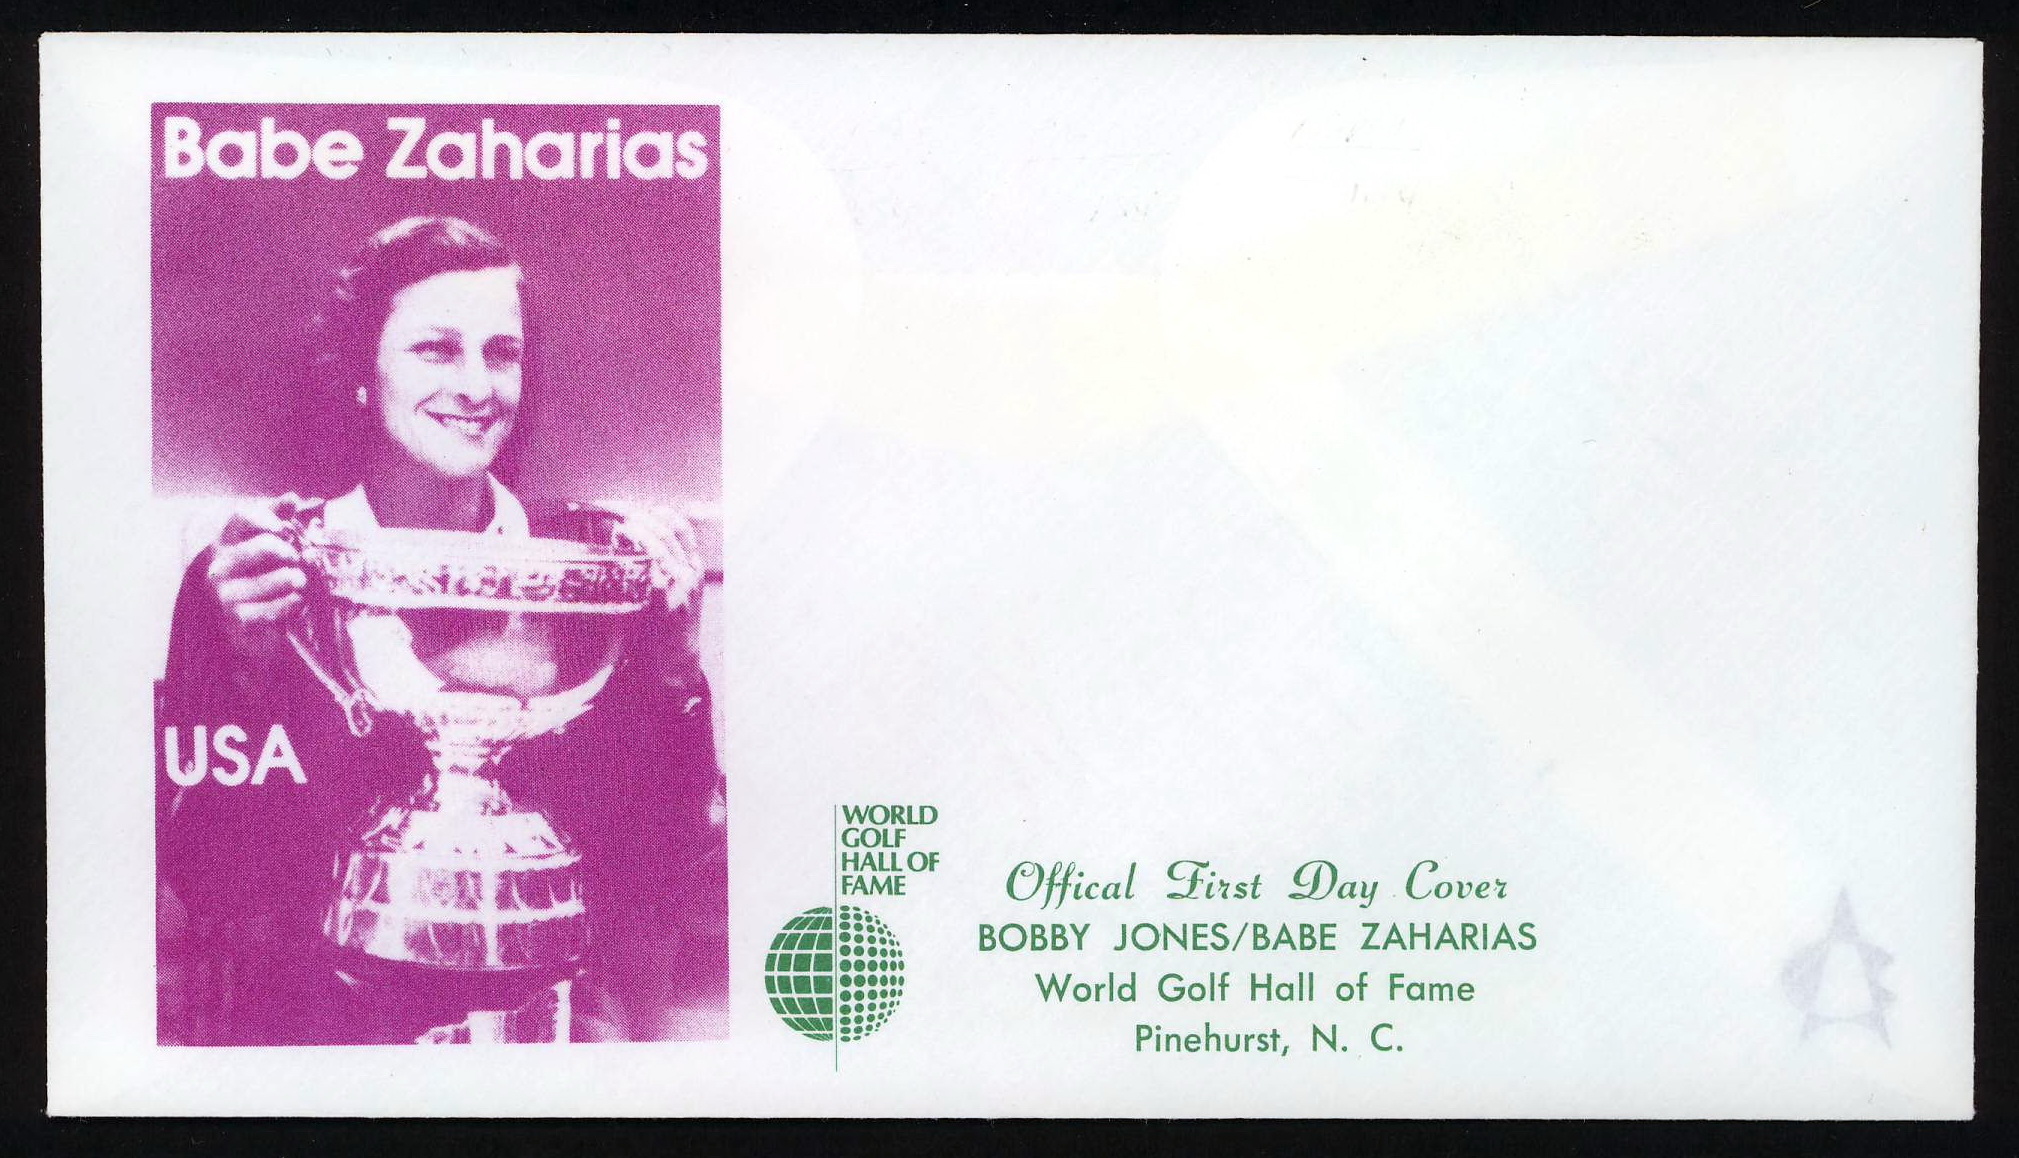 Babe Zaharias
USA
WORLD
GOLF
HALL OF
FAME
Offical First Day Cover
BOBBY JONES/BABE ZAHARIAS
World Golf Hall of Fame
Pinehurst, N. C.